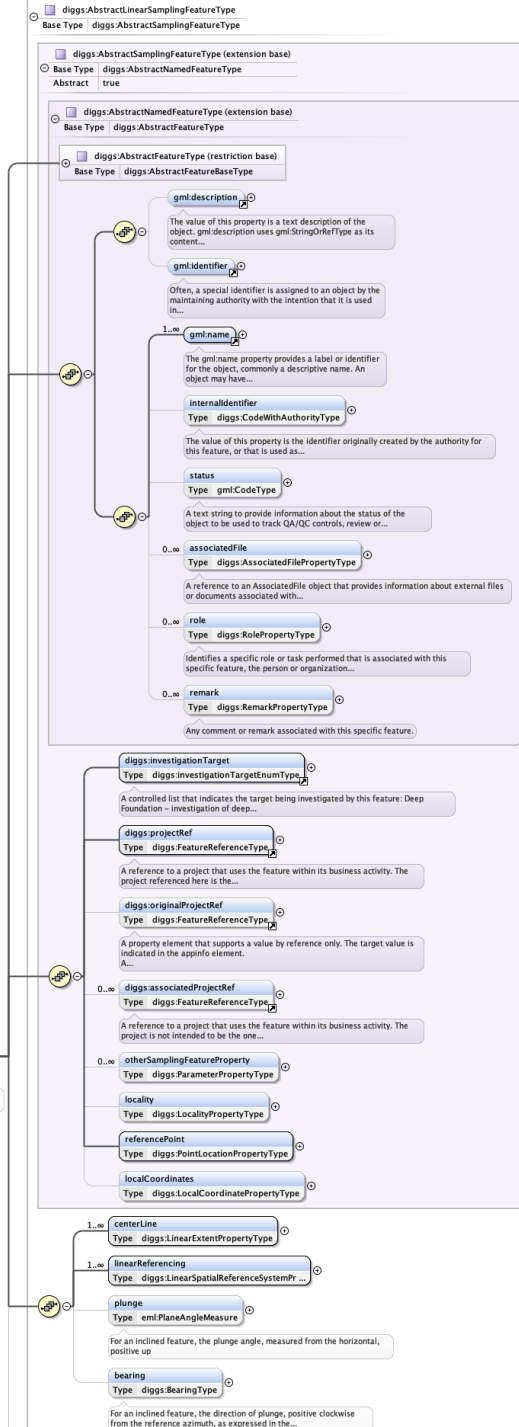 diggs:AbstractLinearSamplingFeatureType
Base Type diggs:AbstractSamplingFeatureType
diggs:AbstractSamplingFeatureType (extension base)
Base Type diggs:AbstractNamedFeatureType
Abstract true
diggs:AbstractNamedFeatureType (extension base)
Base Type diggs:AbstractFeatureType
diggs:AbstractFeatureType (restriction base)
Base Type diggs:AbstractFeatureBaseType
gml:description
The value of this property is a text description of the
object. gml:description uses gml:StringOrRefType as its
content...
gml:identifier
Often, a special identifier is assigned to an object by the
maintaining authority with the intention that it is used
in...
1..∞ gml:name
The gml:name property provides a label or identifier
for the object, commonly a descriptive name. An
object may have...
internalIdentifier
Type diggs:CodeWithAuthorityType
The value of this property is the identifier originally created by the authority for
this feature, or that is used as...
status
Type gml:CodeType
A text string to provide information about the status of the
object to be used to track QA/QC controls, review or...
0..∞ associatedFile
Type diggs:AssociatedFilePropertyType
A reference to an AssociatedFile object that provides information about external files
or documents associated with...
0..∞ role
Type diggs:RolePropertyType
Identifies a specific role or task performed that is associated with this
specific feature, the person or organization...
0..∞ remark
Type diggs:RemarkPropertyType
Any comment or remark associated with this specific feature.
diggs:investigationTarget
Type diggs:investigationTargetEnumType
A controlled list that indicates the target being investigated by this feature: Deep
Foundation – investigation of deep...
diggs:projectRef
Type diggs:FeatureReferenceType
A reference to a project that uses the feature within its business activity. The
project referenced here is the...
diggs:originalProjectRef
Type diggs:FeatureReferenceType
A property element that supports a value by reference only. The target value is
indicated in the appinfo element.
A...
0..∞ diggs:associatedProjectRef
Type diggs:FeatureReferenceType
A reference to a project that uses the feature within its business activity. The
project is not intended to be the one...
0..∞ otherSamplingFeatureProperty
Type diggs:ParameterPropertyType
locality
Type diggs:LocalityPropertyType
referencePoint
Type diggs:PointLocationPropertyType
localCoordinates
Type diggs:LocalCoordinatePropertyType
1..∞ centerLine
Type diggs:LinearExtentPropertyType
1..∞ linearReferencing
Type diggs:LinearSpatialReferenceSystemPr ...
plunge
Type eml:PlaneAngleMeasure
For an inclined feature, the plunge angle, measured from the horizontal,
positive up
bearing
Type diggs:BearingType
For an inclined feature, the direction of plunge, positive clockwise
from the reference azimuth, as expressed in the...